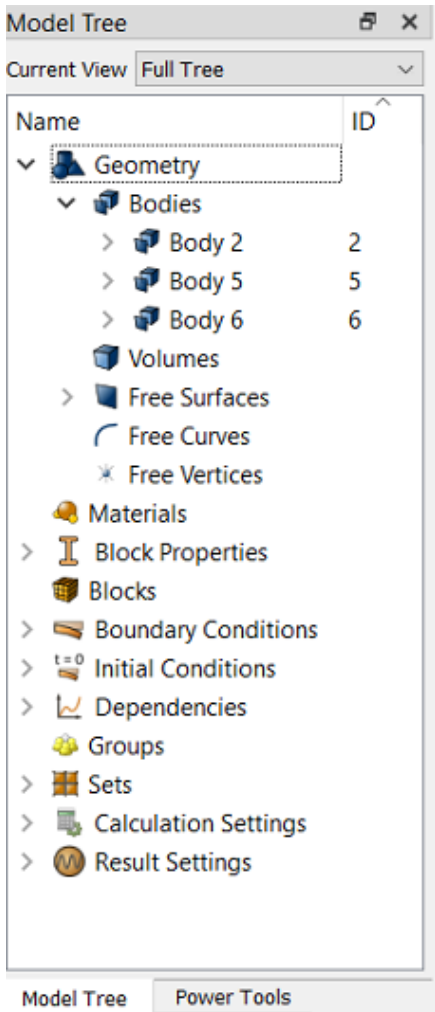 Model Tree
Current View Full Tree
Name ID
Geometry
Bodies
Body 2 2
Body 5 5
Body 6 6
Volumes
Free Surfaces
Free Curves
Free Vertices
Materials
Block Properties
Blocks
Boundary Conditions
t = 0 Initial Conditions
Dependencies
Groups
Sets
Calculation Settings
Result Settings
Model Tree Power Tools